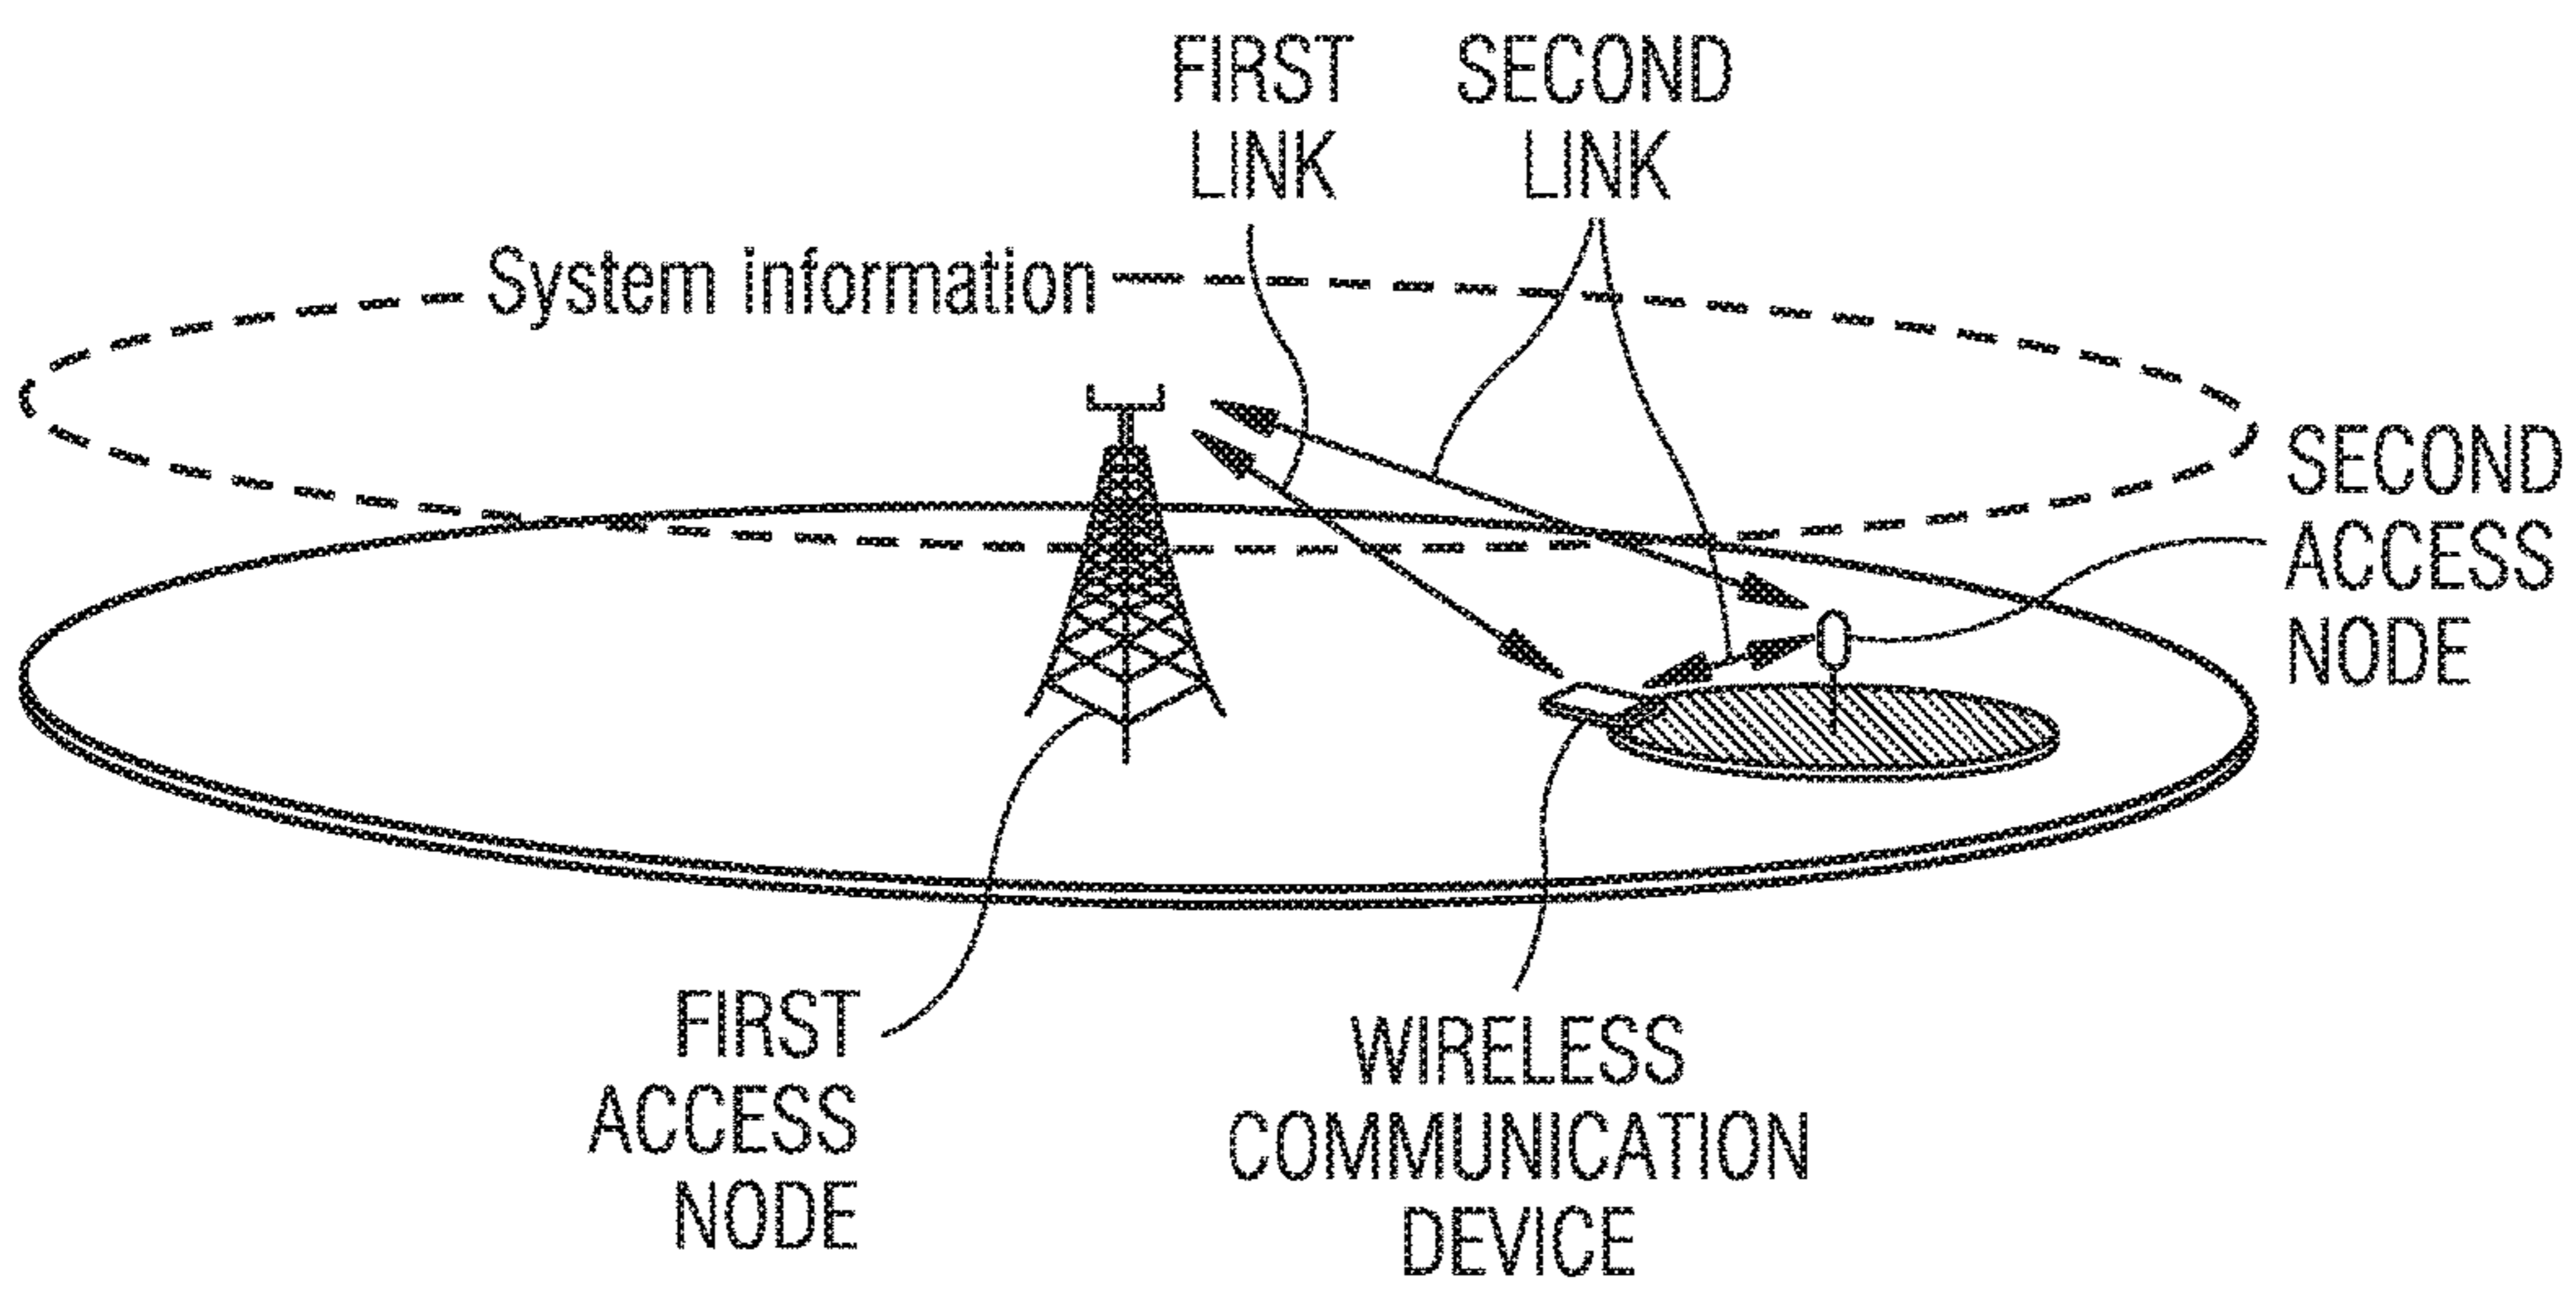 FIRST
LINK
SECOND
LINK
System information
SECOND
ACCESS
NODE
FIRST
ACCESS
NODE
WIRELESS
COMMUNICATION
DEVICE